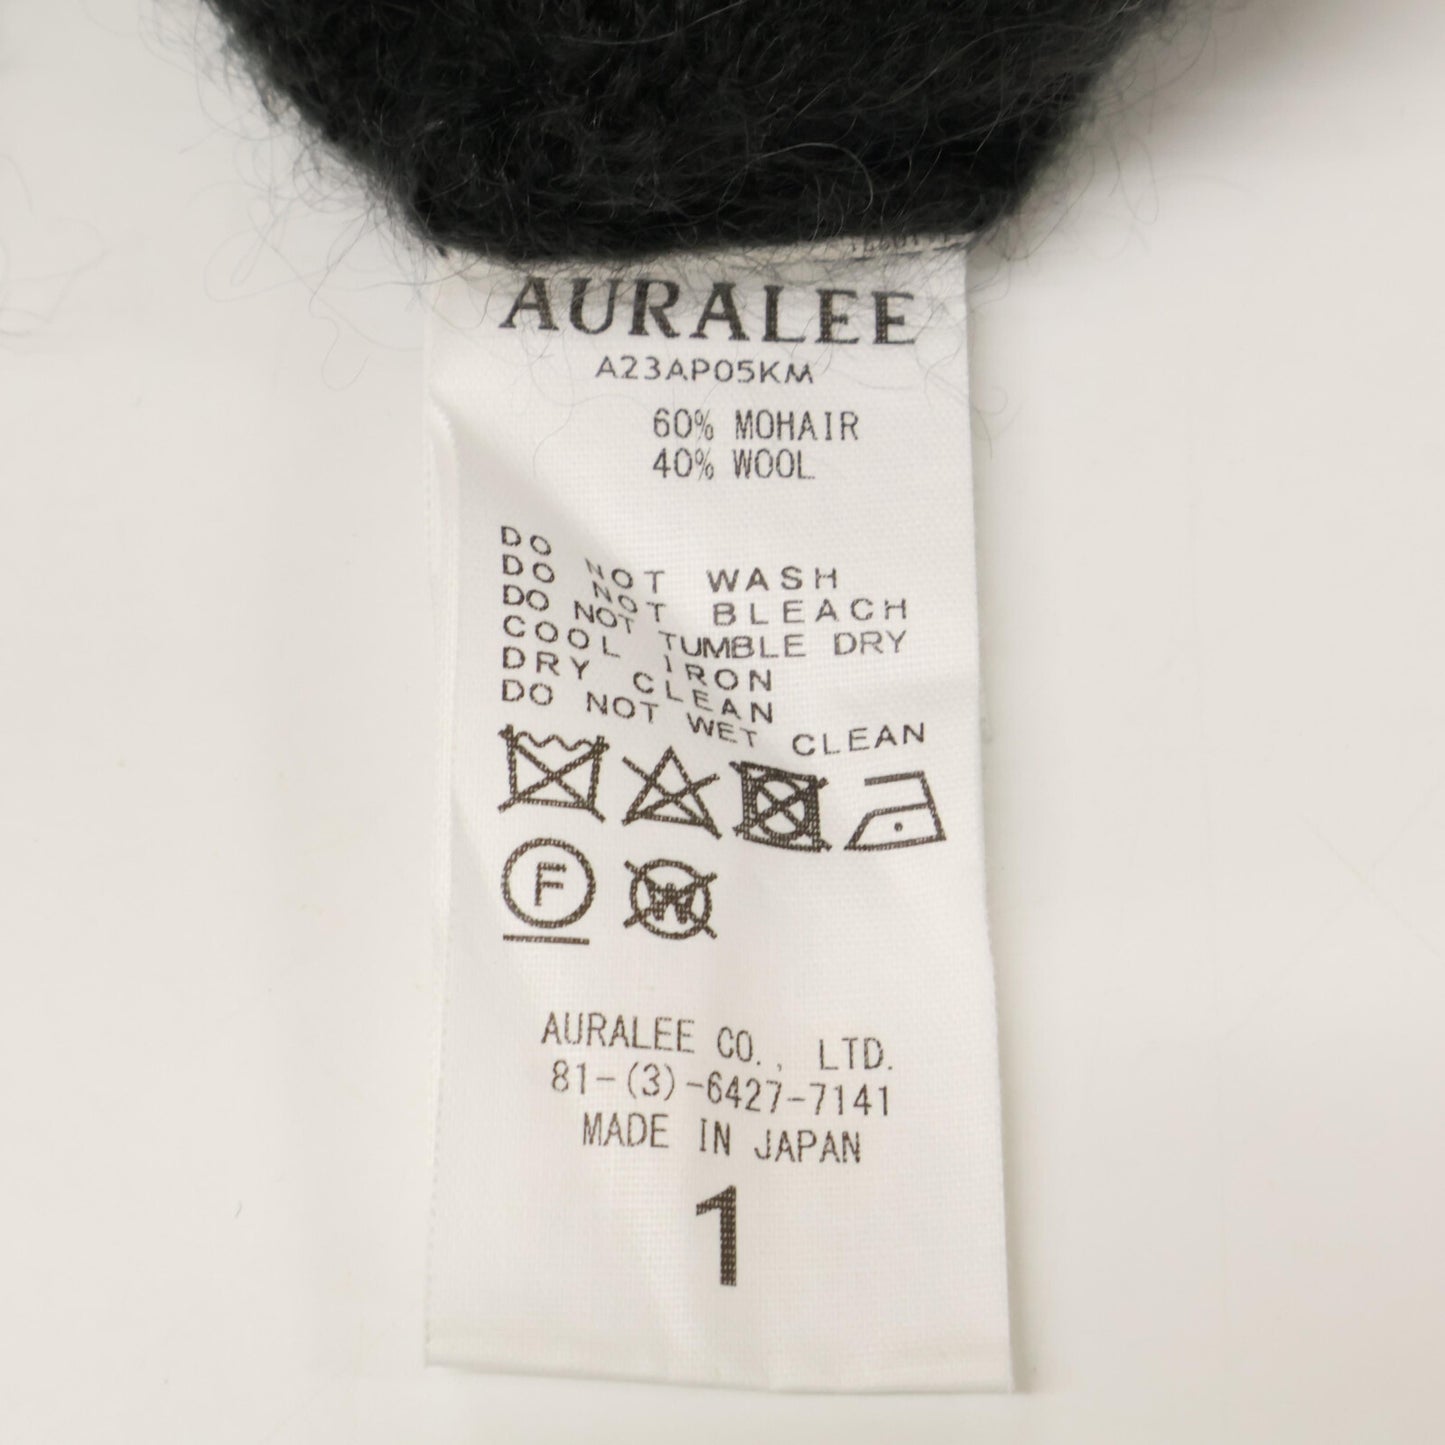 AURALEE
A23AP05KM
60% MOHAIR
40% WOOL
DO NOT WASH
DO NOT BLEACH
DO NOT TUMBLE DRY
COOL IRON
DRY CLEAN
DO NOT WET CLEAN
F
W
AURALEE CO., LTD.
81-(3)-6427-7141
MADE IN JAPAN
1